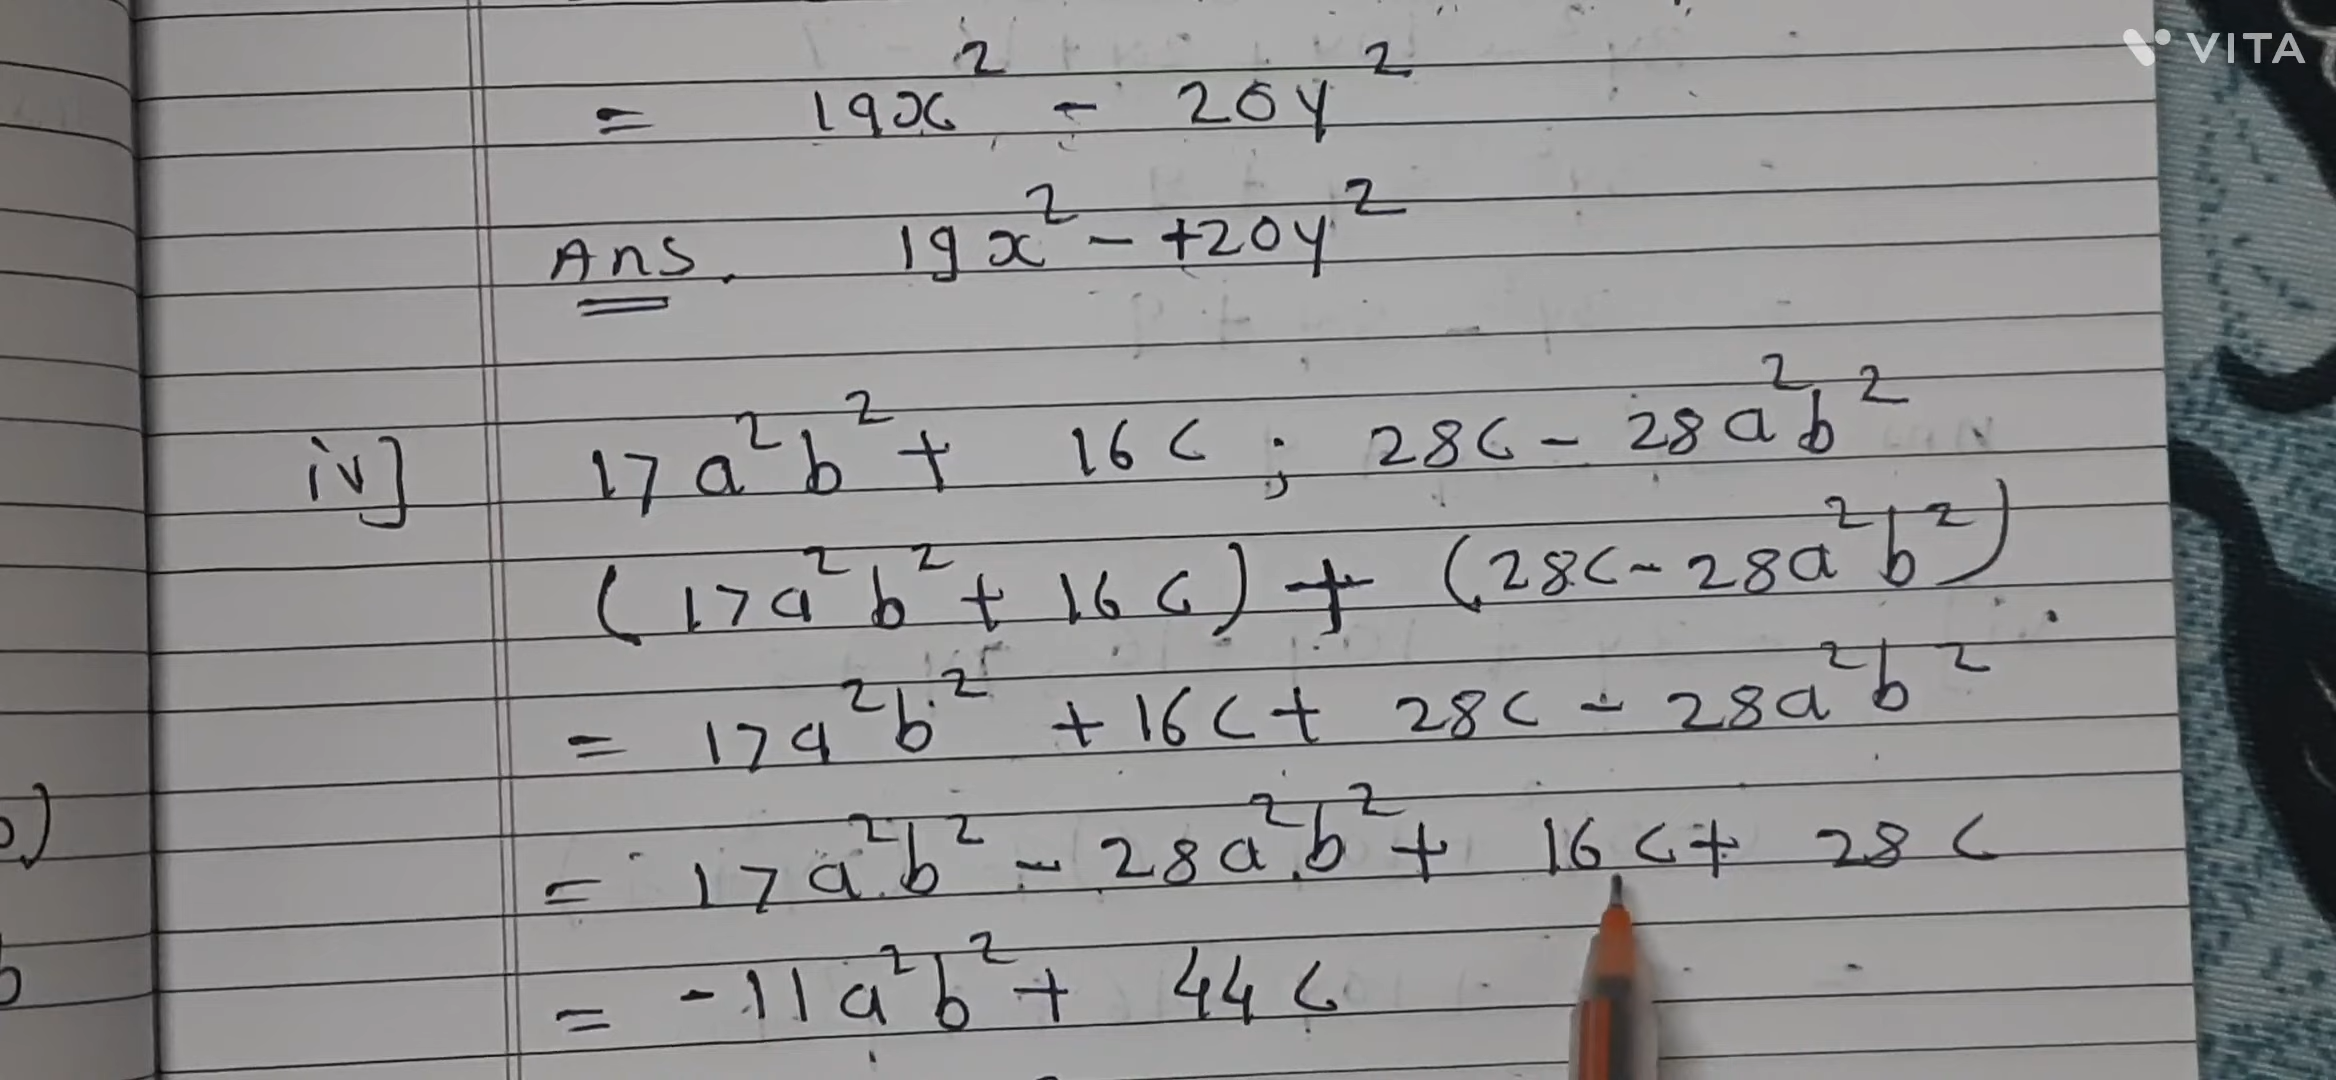 VITA
= 19x² - 20y²
Ans. 19x² - +20y²
iv] 17a²b² + 16c ; 28c - 28a²b²
(17a²b² + 16c) + (28c - 28a²b²)
= 17a²b² + 16c + 28c - 28a²b²
= 17a²b² - 28a²b² + 16c + 28c
= -11a²b² + 44c